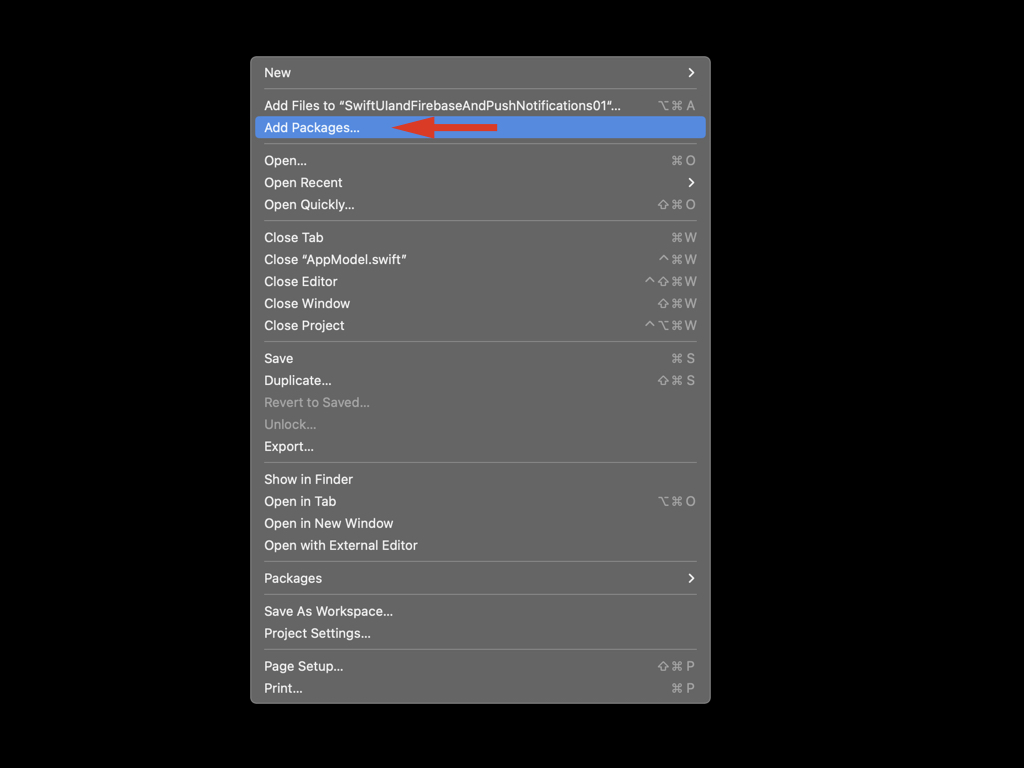 New
Add Files to “SwiftUIandFirebaseAndPushNotifications01”... ⌥⌘A
Add Packages...
Open... ⌘O
Open Recent
Open Quickly... ⇧⌘O
Close Tab ⌘W
Close “AppModel.swift” ^⌘W
Close Editor ^⇧⌘W
Close Window ⇧⌘W
Close Project ^⌥⌘W
Save ⌘S
Duplicate... ⇧⌘S
Revert to Saved...
Unlock...
Export...
Show in Finder
Open in Tab ⌥⌘O
Open in New Window
Open with External Editor
Packages
Save As Workspace...
Project Settings...
Page Setup... ⇧⌘P
Print... ⌘P